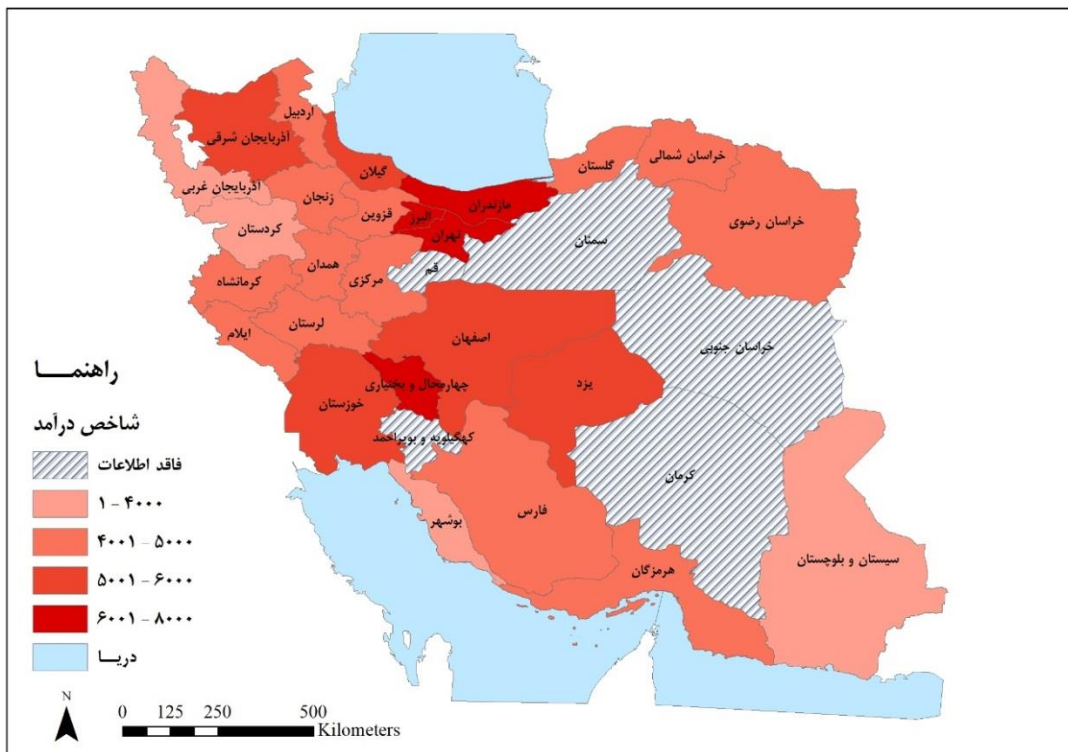 اردبیل
آذربایجان شرقی
گیلان
آذربایجان غربی
زنجان
کردستان
قزوین
البرز
مازندران
تهران
گلستان
خراسان شمالی
خراسان رضوی
سمنان
قم
همدان
مرکزی
کرمانشاه
لرستان
ایلام
اصفهان
خراسان جنوبی
چهارمحال و بختیاری
یزد
خوزستان
کهگیلویه و بویراحمد
کرمان
فارس
بوشهر
هرمزگان
سیستان و بلوچستان
راهنمـــا
شاخص درآمد
فاقد اطلاعات
۱ - ۴۰۰۰
۴۰۰۱ - ۵۰۰۰
۵۰۰۱ - ۶۰۰۰
۶۰۰۱ - ۸۰۰۰
دریــا
N
0 125 250 500
Kilometers